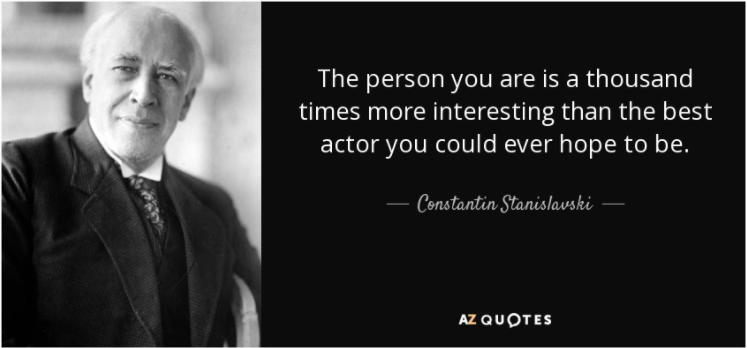 The person you are is a thousand
times more interesting than the best
actor you could ever hope to be.
Constantin Stanislavski
AZ QUOTES